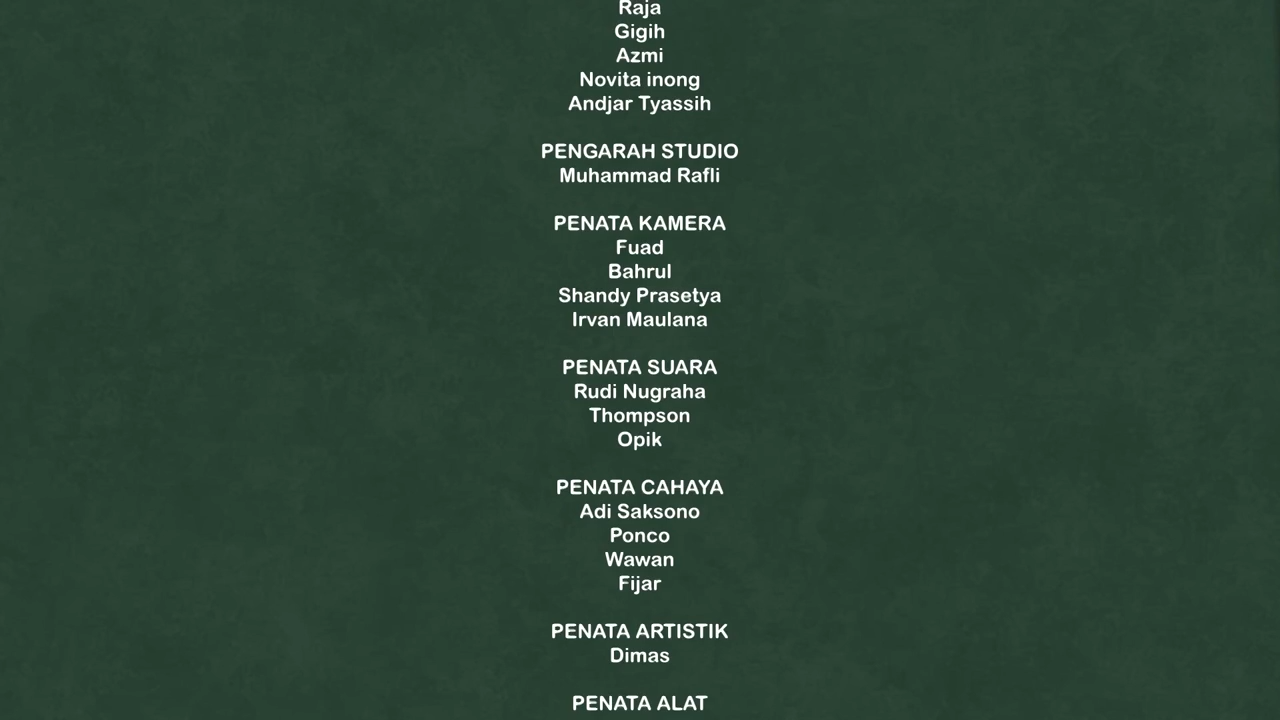 Raja
Gigih
Azmi
Novita inong
Andjar Tyassih
PENGARAH STUDIO
Muhammad Rafli
PENATA KAMERA
Fuad
Bahrul
Shandy Prasetya
Irvan Maulana
PENATA SUARA
Rudi Nugraha
Thompson
Opik
PENATA CAHAYA
Adi Saksono
Ponco
Wawan
Fijar
PENATA ARTISTIK
Dimas
PENATA ALAT